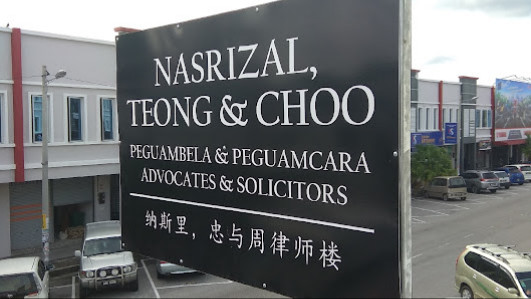 NASRIZAL,
TEONG & CHOO
PEGUAMBELA & PEGUAMCARA
ADVOCATES & SOLICITORS
纳斯里，忠与周律师楼